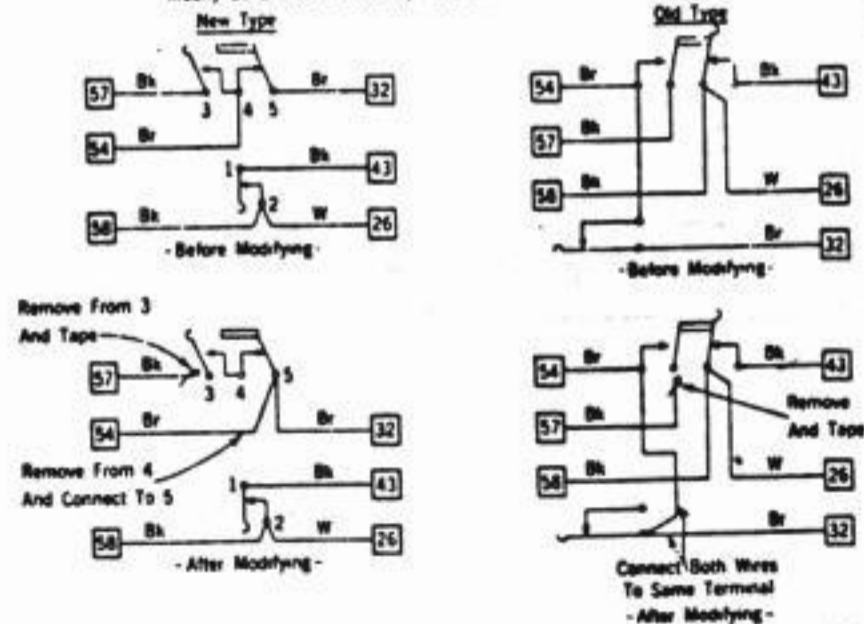 New Type
57 Bk 3 4 5 Br 32
54 Br
1 Bk 43
58 Bk 2 W 26
- Before Modifying -
Old Type
54 Br Bk 43
57 Bk
58 Bk W 26
Br 32
- Before Modifying -
Remove From 3
And Tape
57 Bk 3 4 5
54 Br Br 32
Remove From 4
And Connect To 5
1 Bk 43
58 Bk 2 W 26
- After Modifying -
54 Br Bk 43
Remove
And Tape
57 Bk
58 Bk W 26
Br 32
Connect Both Wires
To Same Terminal
- After Modifying -